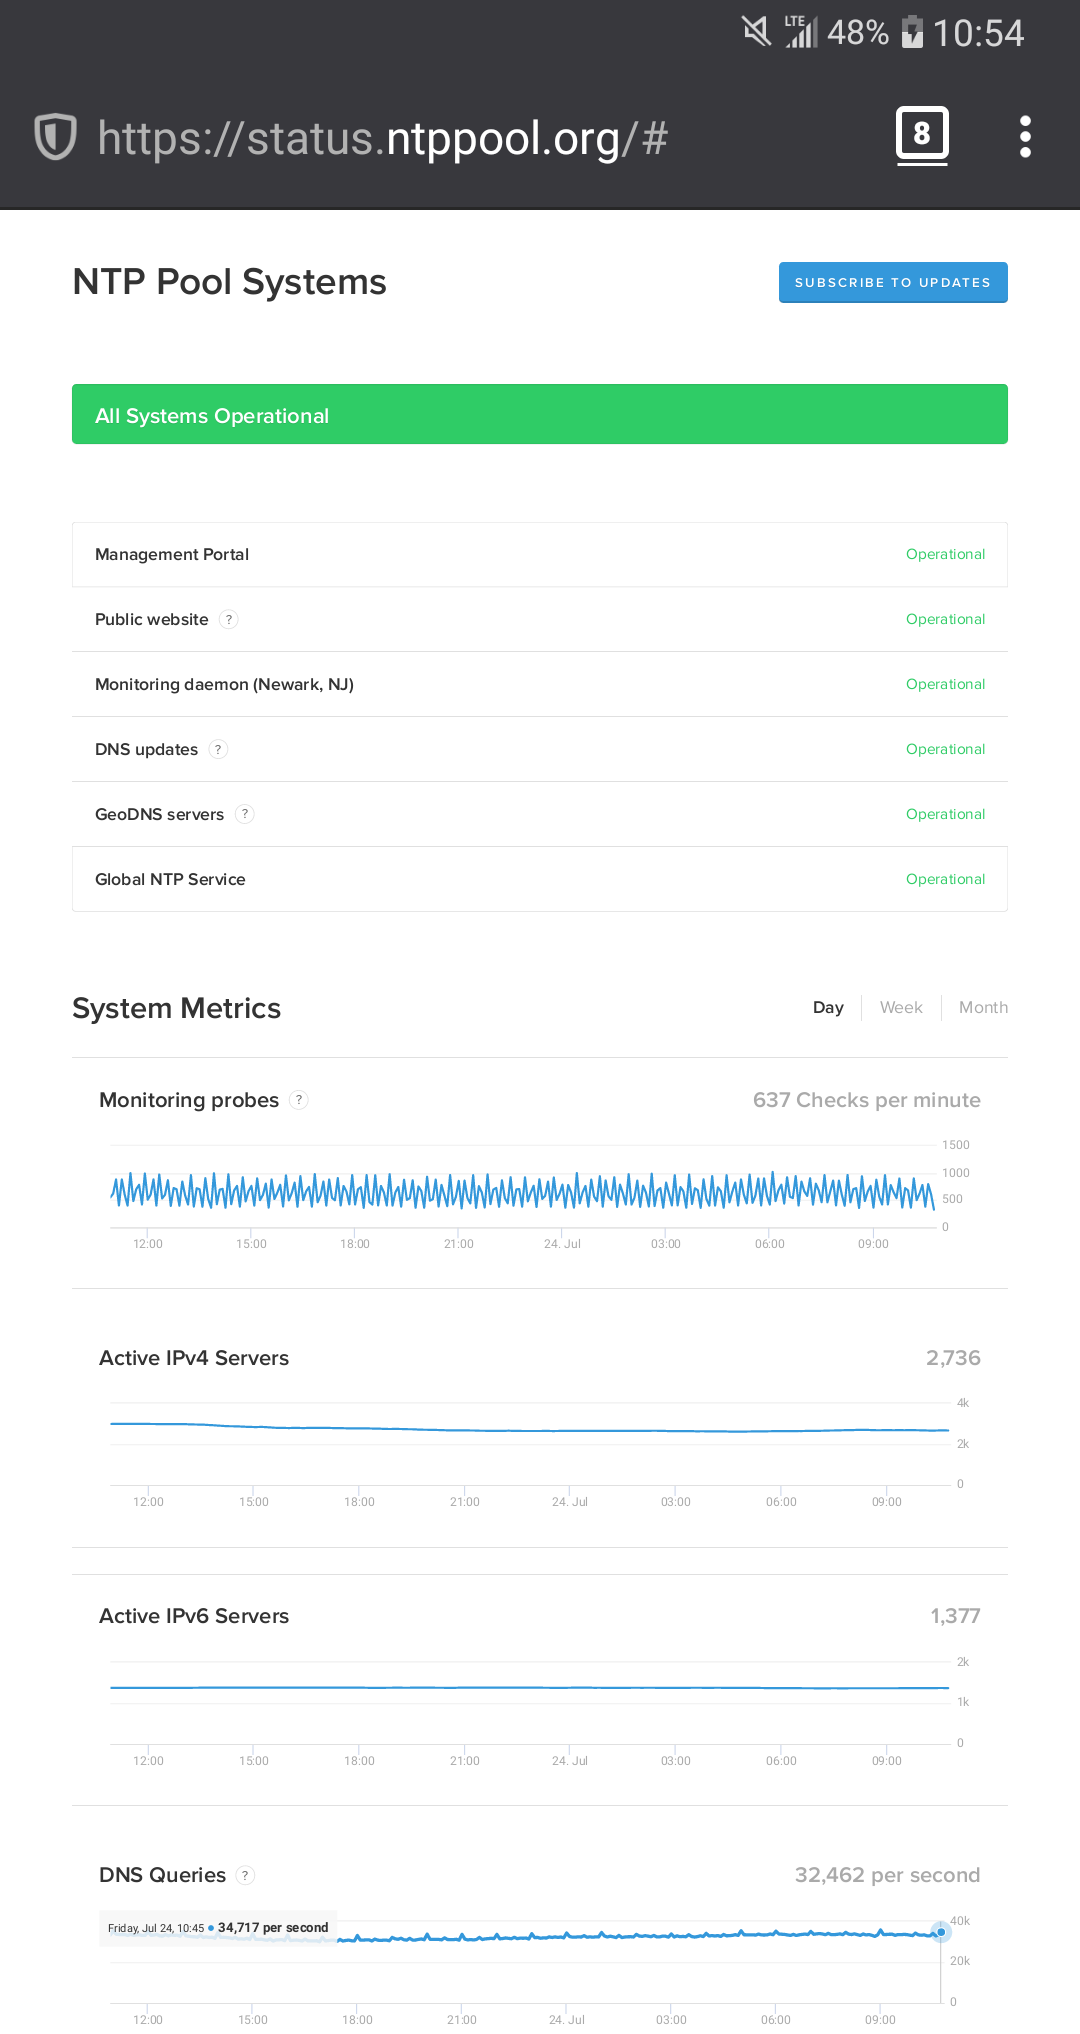 LTE 48% 10:54
https://status.ntppool.org/# 8
NTP Pool Systems SUBSCRIBE TO UPDATES
All Systems Operational
Management Portal Operational
Public website ? Operational
Monitoring daemon (Newark, NJ) Operational
DNS updates ? Operational
GeoDNS servers ? Operational
Global NTP Service Operational
System Metrics Day Week Month
Monitoring probes ? 637 Checks per minute
1500
1000
500
0
12:00 15:00 18:00 21:00 24. Jul 03:00 06:00 09:00
Active IPv4 Servers 2,736
4k
2k
0
12:00 15:00 18:00 21:00 24. Jul 03:00 06:00 09:00
Active IPv6 Servers 1,377
2k
1k
0
12:00 15:00 18:00 21:00 24. Jul 03:00 06:00 09:00
DNS Queries ? 32,462 per second
40k
Friday, Jul 24, 10:45 ● 34,717 per second
20k
0
12:00 15:00 18:00 21:00 24. Jul 03:00 06:00 09:00